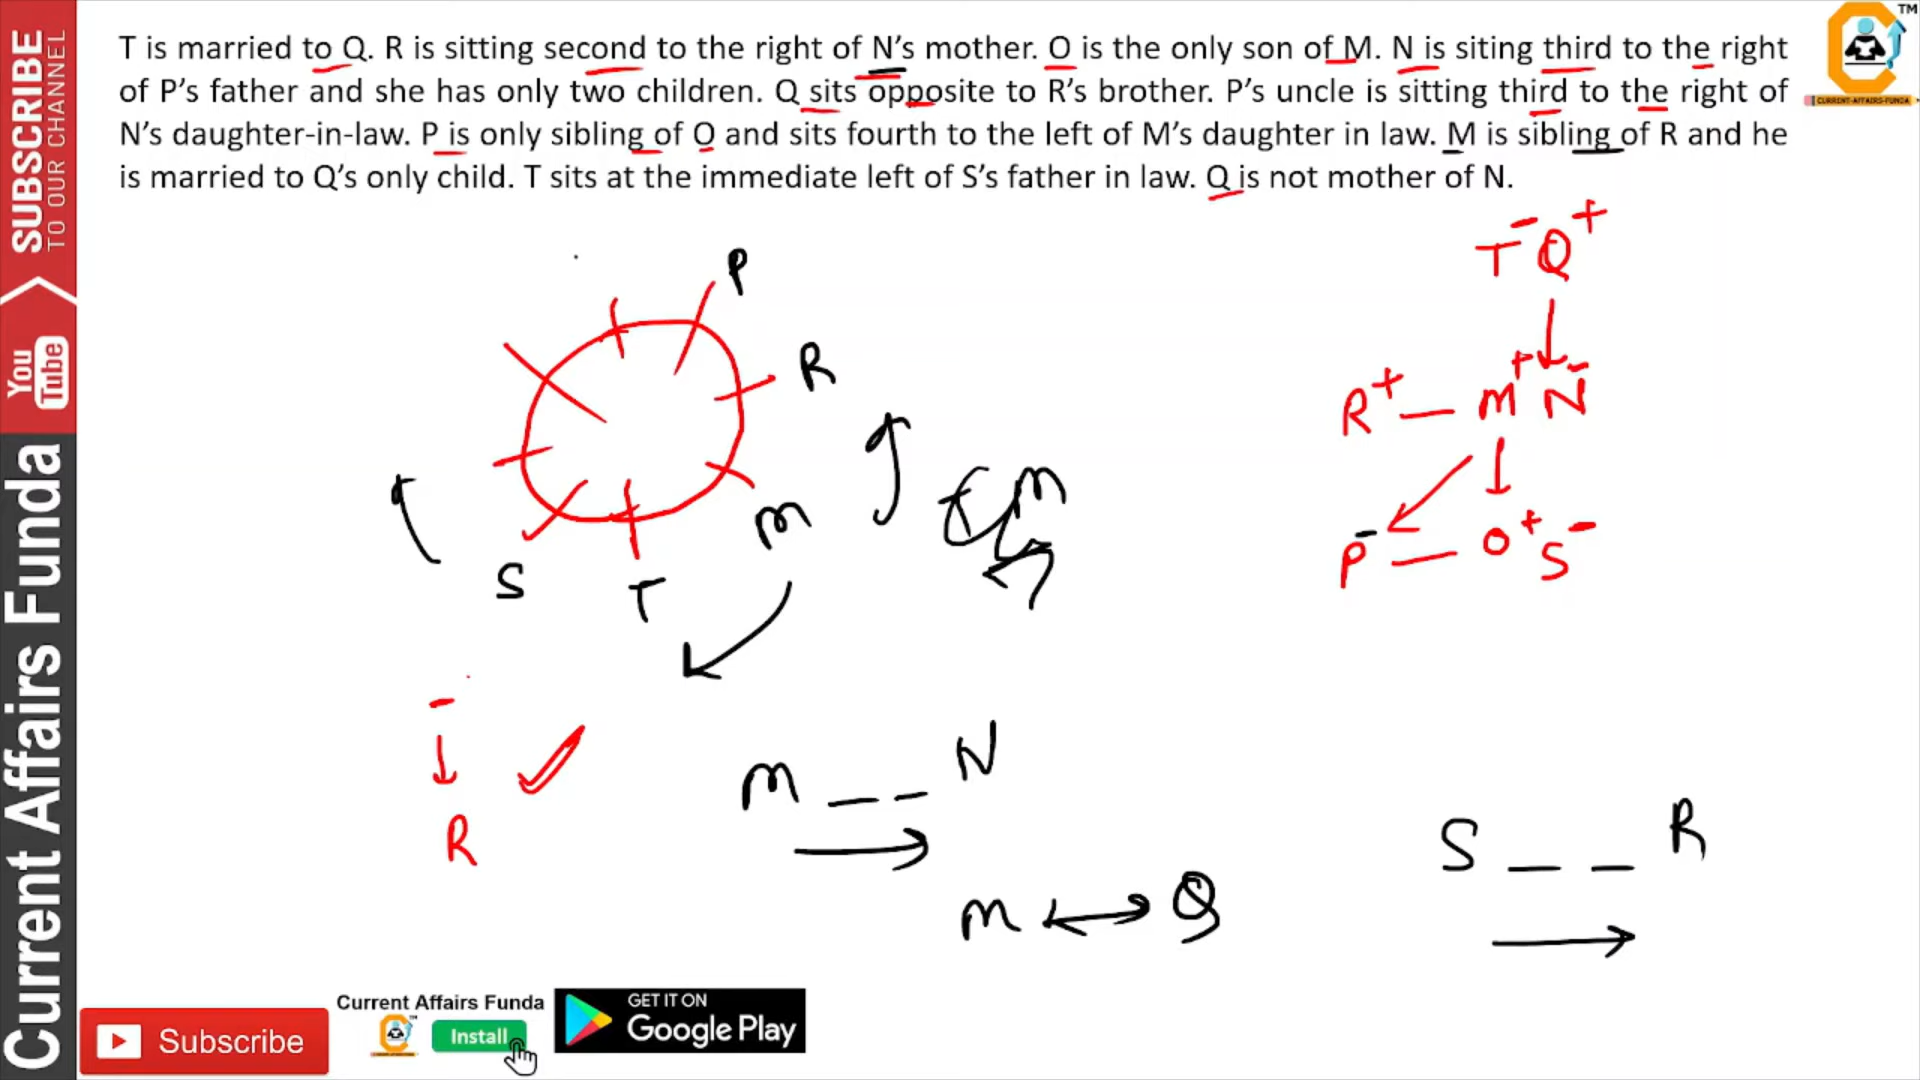 T is married to Q. R is sitting second to the right of N's mother. O is the only son of M. N is siting third to the right
of P's father and she has only two children. Q sits opposite to R's brother. P's uncle is sitting third to the right of
N's daughter-in-law. P is only sibling of O and sits fourth to the left of M's daughter in law. M is sibling of R and he
is married to Q's only child. T sits at the immediate left of S's father in law. Q is not mother of N.
SUBSCRIBE
TO OUR CHANNEL
You
Tube
Current Affairs Funda
TM
CURRENT-AFFAIRS-FUNDA
T - Q +
R + — M + N -
P - — O + S -
P
R
M
M
T
S
- 
R
M _ _ N
M ↔ Q
S _ _ R
Subscribe
Current Affairs Funda
Install
GET IT ON
Google Play